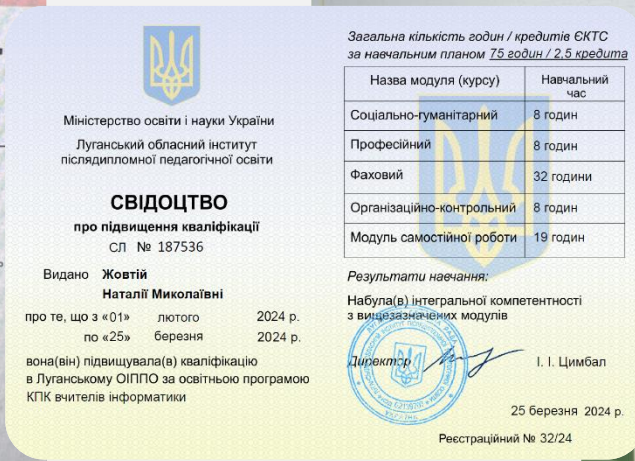 Міністерство освіти і науки України
Луганський обласний інститут
післядипломної педагогічної освіти
СВІДОЦТВО
про підвищення кваліфікації
СЛ № 187536
Видано Жовтій
Наталії Миколаївні
про те, що з «01» лютого 2024 р.
по «25» березня 2024 р.
вона(він) підвищувала(в) кваліфікацію
в Луганському ОІППО за освітньою програмою
КПК вчителів інформатики
Загальна кількість годин / кредитів ЄКТС
за навчальним планом 75 годин / 2,5 кредита
Назва модуля (курсу) Навчальний
час
Соціально-гуманітарний 8 годин
Професійний 8 годин
Фаховий 32 години
Організаційно-контрольний 8 годин
Модуль самостійної роботи 19 годин
Результати навчання:
Набула(в) інтегральної компетентності
з вищезазначених модулів
Директор І. І. Цимбал
25 березня 2024 р.
Реєстраційний № 32/24